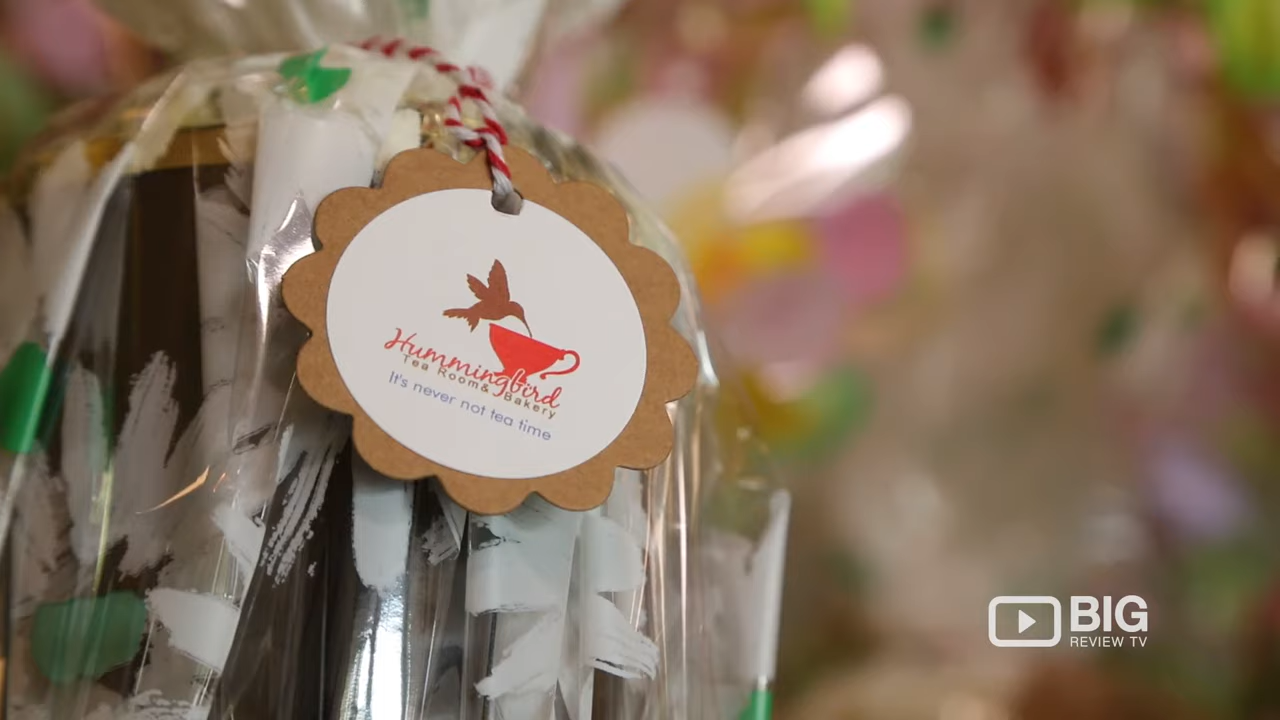 Hummingbird
Tea Room & Bakery
It's never not tea time
BIG
REVIEW TV